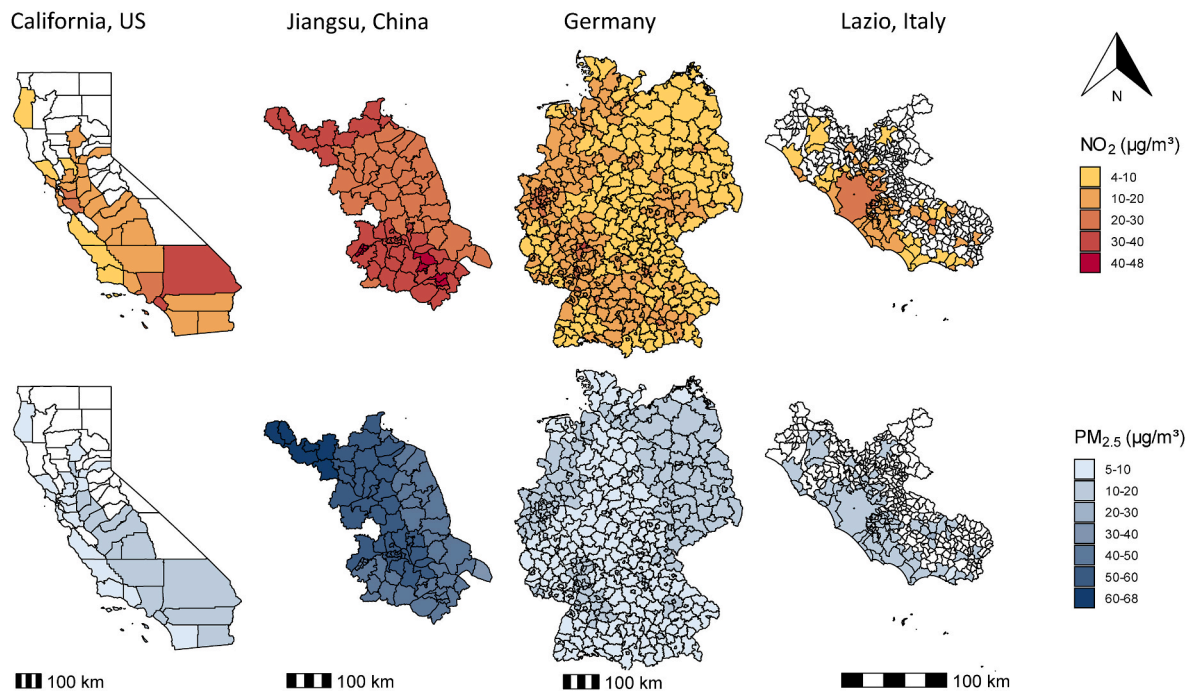 California, US
Jiangsu, China
Germany
Lazio, Italy
N
NO₂ (µg/m³)
4-10
10-20
20-30
30-40
40-48
PM₂.₅ (µg/m³)
5-10
10-20
20-30
30-40
40-50
50-60
60-68
100 km
100 km
100 km
100 km